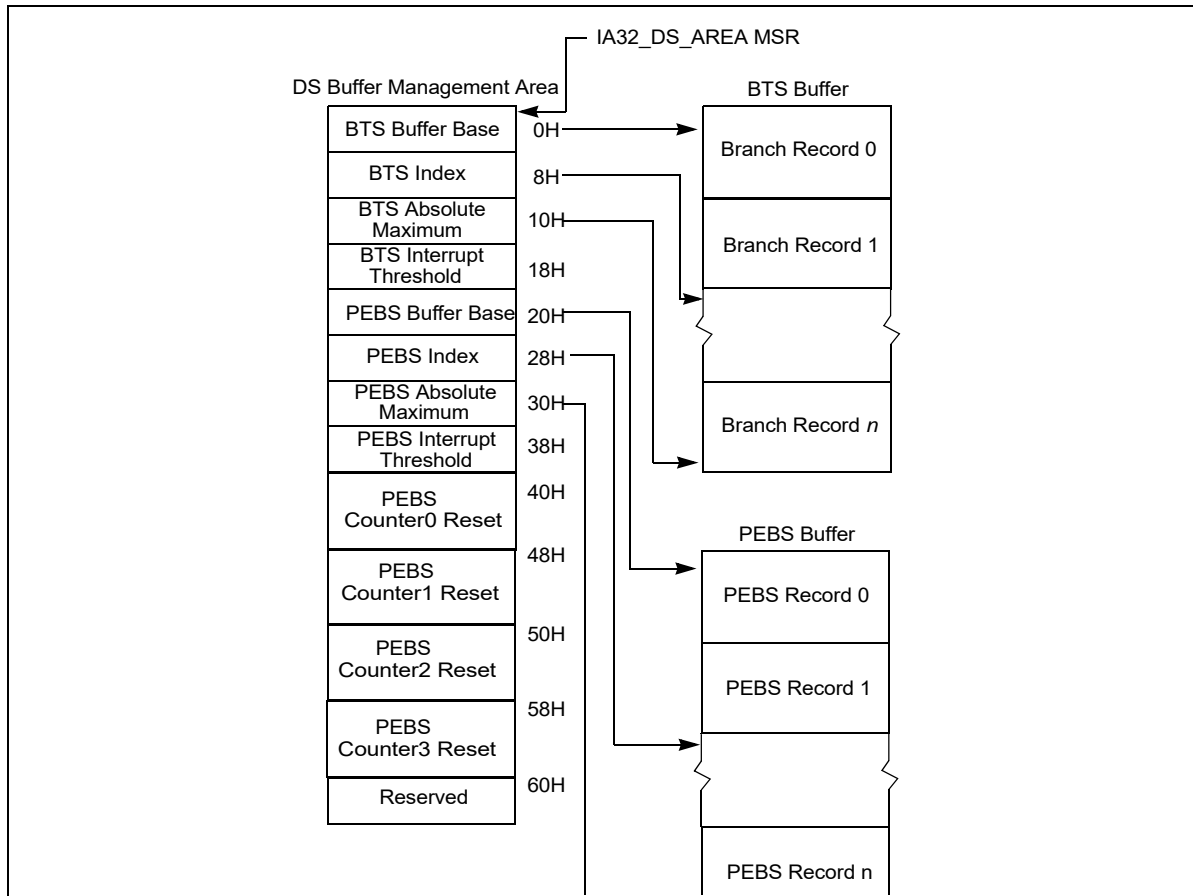 IA32_DS_AREA MSR
DS Buffer Management Area
BTS Buffer Base
0H
BTS Index
8H
BTS Absolute
Maximum
10H
BTS Interrupt
Threshold
18H
PEBS Buffer Base
20H
PEBS Index
28H
PEBS Absolute
Maximum
30H
PEBS Interrupt
Threshold
38H
PEBS
Counter0 Reset
40H
PEBS
Counter1 Reset
48H
PEBS
Counter2 Reset
50H
PEBS
Counter3 Reset
58H
Reserved
60H
BTS Buffer
Branch Record 0
Branch Record 1
Branch Record n
PEBS Buffer
PEBS Record 0
PEBS Record 1
PEBS Record n